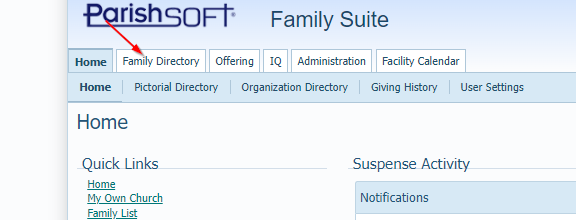 ParishSOFT Family Suite
Home Family Directory Offering IQ Administration Facility Calendar
Home Pictorial Directory Organization Directory Giving History User Settings
Home
Quick Links
Home
My Own Church
Family List
Suspense Activity
Notifications